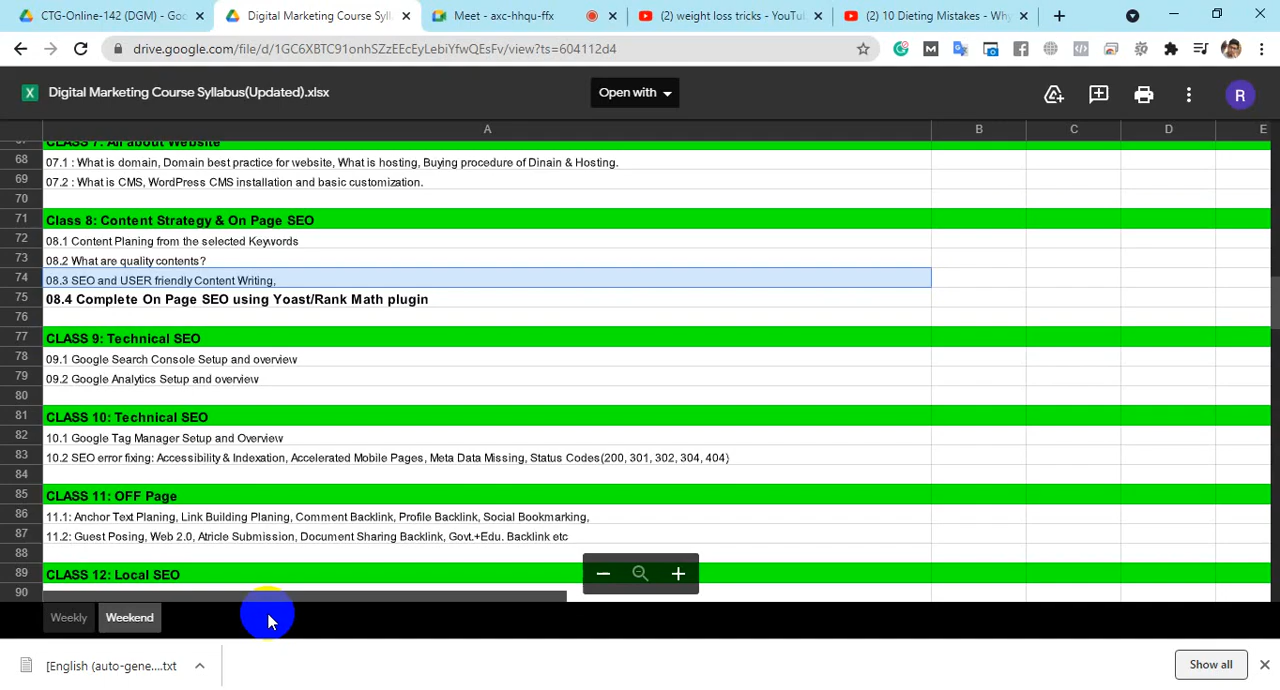 CTG-Online-142 (DGM) - Goo
Digital Marketing Course Syll
Meet - axc-hhqu-ffx
(2) weight loss tricks - YouTu
(2) 10 Dieting Mistakes - Why
drive.google.com/file/d/1GC6XBTC91onhSZzEEcEyLebiYfwQEsFv/view?ts=604112d4
X Digital Marketing Course Syllabus(Updated).xlsx
Open with
R
A B C D E
67 CLASS 7: All about Website
68 07.1 : What is domain, Domain best practice for website, What is hosting, Buying procedure of Dinain & Hosting.
69 07.2 : What is CMS, WordPress CMS installation and basic customization.
70
71 Class 8: Content Strategy & On Page SEO
72 08.1 Content Planing from the selected Keywords
73 08.2 What are quality contents?
74 08.3 SEO and USER friendly Content Writing,
75 08.4 Complete On Page SEO using Yoast/Rank Math plugin
76
77 CLASS 9: Technical SEO
78 09.1 Google Search Console Setup and overview
79 09.2 Google Analytics Setup and overview
80
81 CLASS 10: Technical SEO
82 10.1 Google Tag Manager Setup and Overview
83 10.2 SEO error fixing: Accessibility & Indexation, Accelerated Mobile Pages, Meta Data Missing, Status Codes(200, 301, 302, 304, 404)
84
85 CLASS 11: OFF Page
86 11.1: Anchor Text Planing, Link Building Planing, Comment Backlink, Profile Backlink, Social Bookmarking,
87 11.2: Guest Posing, Web 2.0, Atricle Submission, Document Sharing Backlink, Govt.+Edu. Backlink etc
88
89 CLASS 12: Local SEO
90
Weekly Weekend
[English (auto-gene....txt
Show all